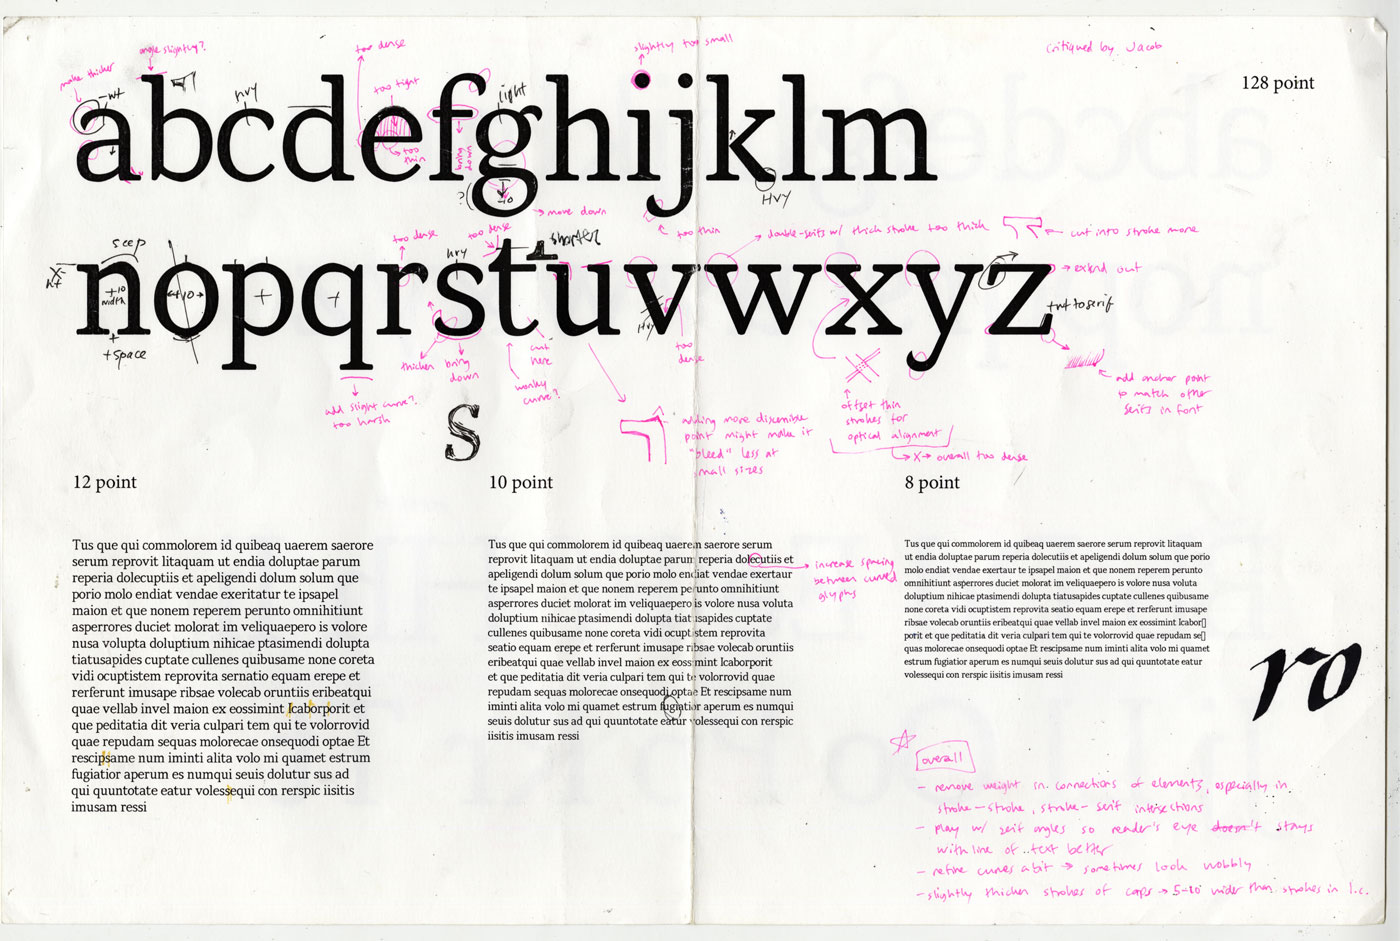 Critiqued by Jacob
128 point
angle slightly?
make thicker
-wt
hvy
too dense
too tight
too thin
bring down
light
slightly too small
abcdefghijklm
?
-10
HVY
move down
too thin
double-serifs w/ thick stroke too thick
cut into stroke more
extend out
too dense
too dense
hvy
shorter
X-
ht
+10
width
+10
+
+
nopqrstuvwxyz
+wt to serif
+
+space
thicken
bring
down
cut
here
wonky
curve?
HVY
too
dense
add slight curve?
too harsh
add anchor point
to match other
serifs in font
offset thin
strokes for
optical alignment
X → overall too dense
adding more discernible
point might make it
"bleed" less at
small sizes
S
12 point
Tus que qui commolorem id quibeaq uaerem saerore
serum reprovit litaquam ut endia doluptae parum
reperia dolecuptiis et apeligendi dolum solum que
porio molo endiat vendae exeritatur te ipsapel
maion et que nonem reperem perunto omnihitiunt
asperrores duciet molorat im veliquaepero is volore
nusa volupta doluptium nihicae ptasimendi dolupta
tiatusapides cuptate cullenes quibusame none coreta
vidi ocuptistem reprovita sernatio equam erepe et
rerferunt imusape ribsae volecab oruntiis eribeatqui
quae vellab invel maion ex eossimint Icaborporit et
que peditatia dit veria culpari tem qui te volorrovid
quae repudam sequas molorecae onsequodi optae Et
rescipsame num iminti alita volo mi quamet estrum
fugiatior aperum es numqui seuis dolutur sus ad
qui quuntotate eatur volessequi con rerspic iisitis
imusam ressi
10 point
Tus que qui commolorem id quibeaq uaerem saerore serum
reprovit litaquam ut endia doluptae parum reperia dolecutiis et
apeligendi dolum solum que porio molo endiat vendae exertaur
te ipsapel maion et que nonem reperem perunto omnihitiunt
asperrores duciet molorat im veliquaepero is volore nusa voluta
doluptium nihicae ptasimendi dolupta tiatusapides cuptate
cullenes quibusame none coreta vidi ocuptistem reprovita
seatio equam erepe et rerferunt imusape ribsae volecab oruntiis
eribeatqui quae vellab invel maion ex eossimint Icaborporit
et que peditatia dit veria culpari tem qui te volorrovid quae
repudam sequas molorecae onsequodi optae Et rescipsame num
iminti alita volo mi quamet estrum fugiatior aperum es numqui
seuis dolutur sus ad qui quuntotate eatur volessequi con rerspic
iisitis imusam ressi
increase spacing
between curved
glyphs
8 point
Tus que qui commolorem id quibeaq uaerem saerore serum reprovit litaquam
ut endia doluptae parum reperia dolecutiis et apeligendi dolum solum que porio
molo endiat vendae exertaur te ipsapel maion et que nonem reperem perunto
omnihitiunt asperrores duciet molorat im veliquaepero is volore nusa voluta
doluptium nihicae ptasimendi dolupta tiatusapides cuptate cullenes quibusame
none coreta vidi ocuptistem reprovita seatio equam erepe et rerferunt imusape
ribsae volecab oruntiis eribeatqui quae vellab invel maion ex eossimint Icabor[]
porit et que peditatia dit veria culpari tem qui te volorrovid quae repudam se[]
quas molorecae onsequodi optae Et rescipsame num iminti alita volo mi quamet
estrum fugiatior aperum es numqui seuis dolutur sus ad qui quuntotate eatur
volessequi con rerspic iisitis imusam ressi
ro
overall
- remove weight in connections of elements, especially in
stroke-stroke, stroke-serif intersections
- play w/ serif angles so reader's eye doesn't stays
with line of text better
- refine curves a bit → sometimes look wobbly
- slightly thicker strokes of caps → 5-10 wider than strokes in l.c.